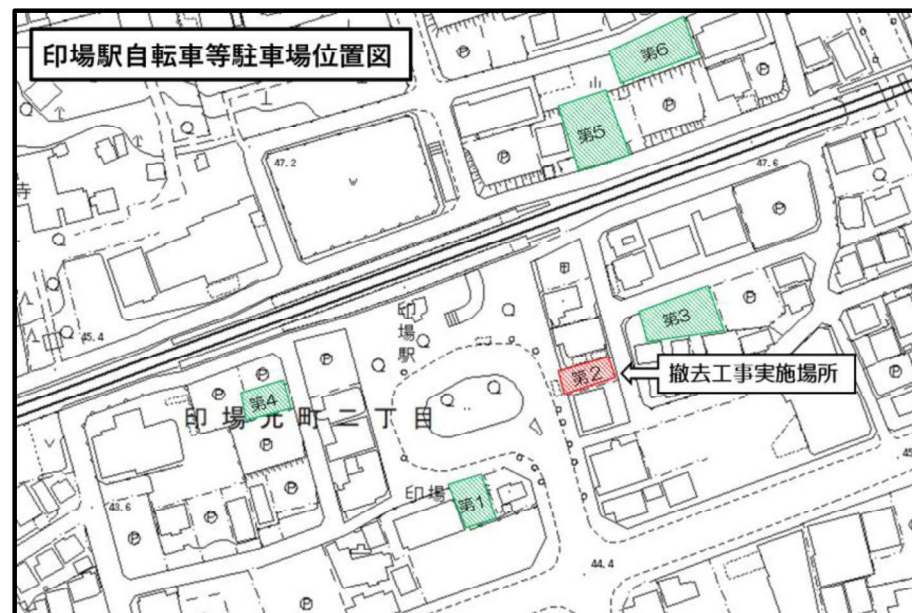 印場駅自転車等駐車場位置図
第6
第5
47.2
47.6
寺
印場駅
第3
45.4
第2
撤去工事実施場所
第4
印場元町二丁目
印場
第1
43.6
44.4